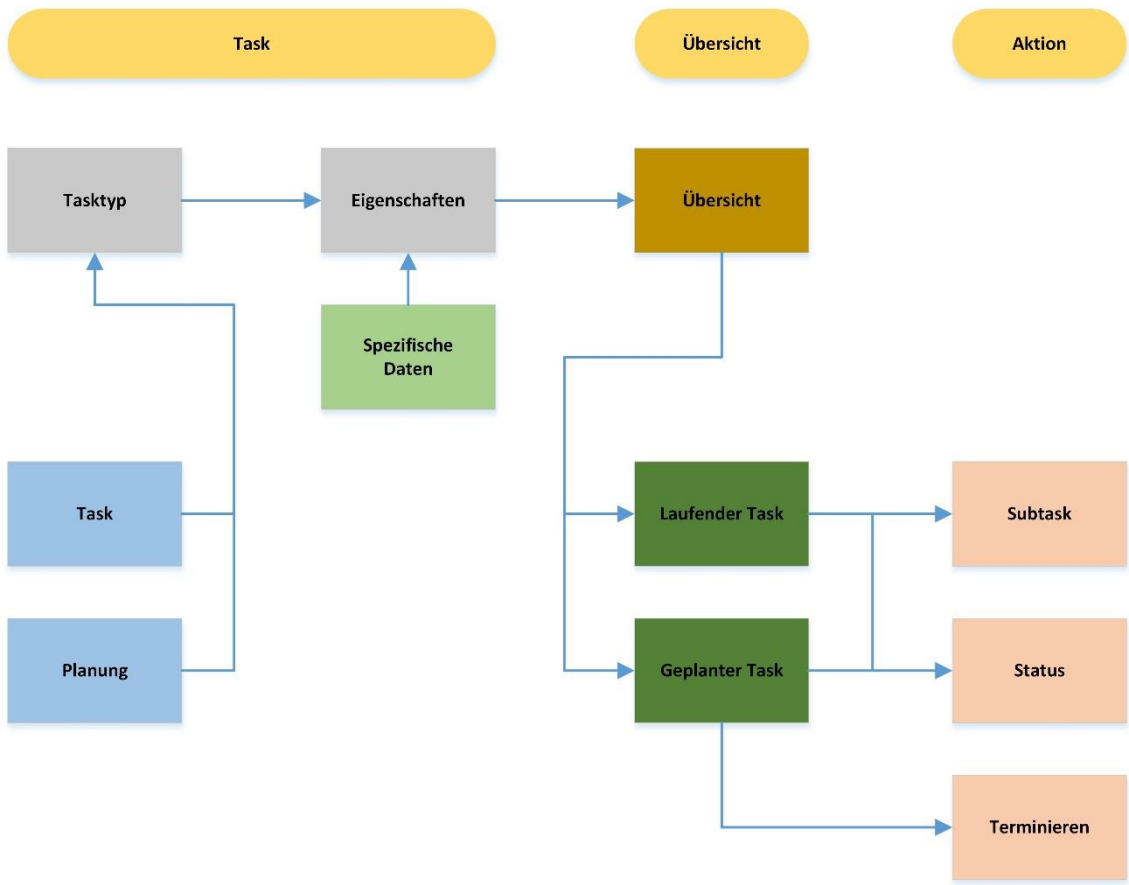 Task
Übersicht
Aktion
Tasktyp
Eigenschaften
Übersicht
Spezifische
Daten
Task
Laufender Task
Subtask
Planung
Geplanter Task
Status
Terminieren